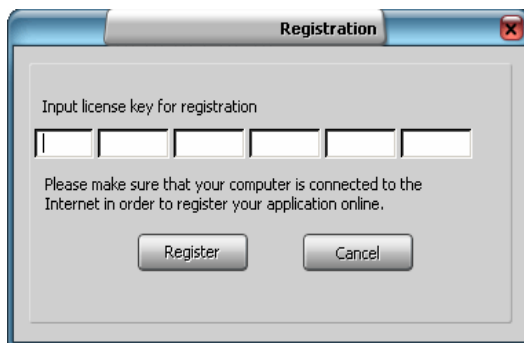 Registration
Input license key for registration
Please make sure that your computer is connected to the
Internet in order to register your application online.
Register
Cancel